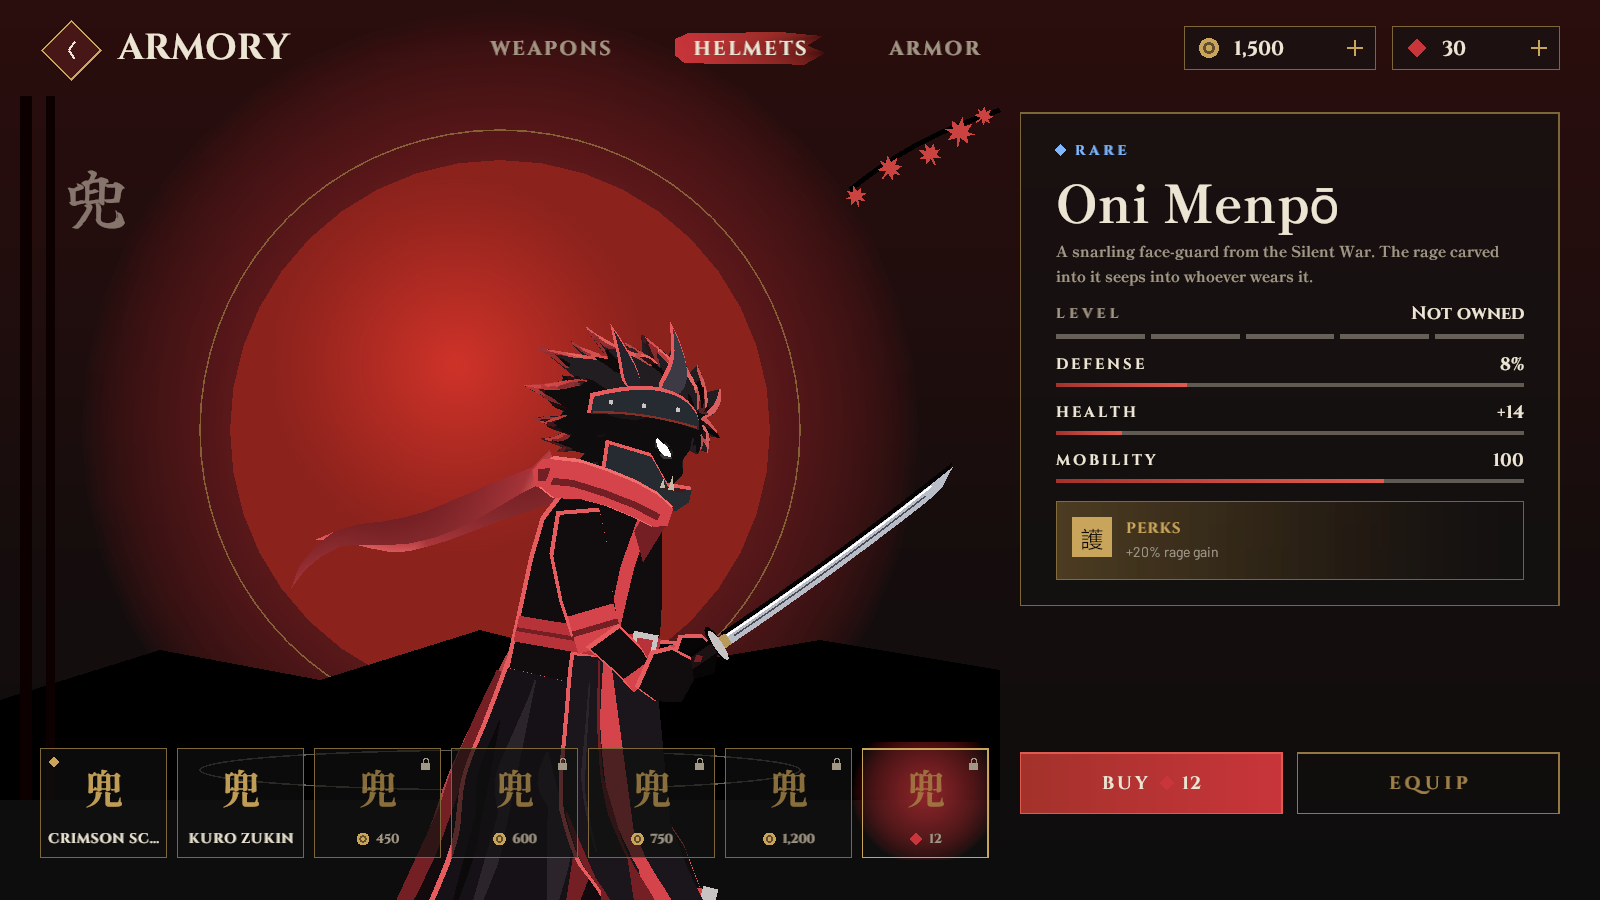 ARMORY
WEAPONS
HELMETS
ARMOR
1,500
30
兜
RARE
Oni Menpō
A snarling face-guard from the Silent War. The rage carved
into it seeps into whoever wears it.
LEVEL
NOT OWNED
DEFENSE
8%
HEALTH
+14
MOBILITY
100
護
PERKS
+20% rage gain
兜
CRIMSON SC...
兜
KURO ZUKIN
兜
450
兜
600
兜
750
兜
1,200
兜
12
BUY 12
EQUIP